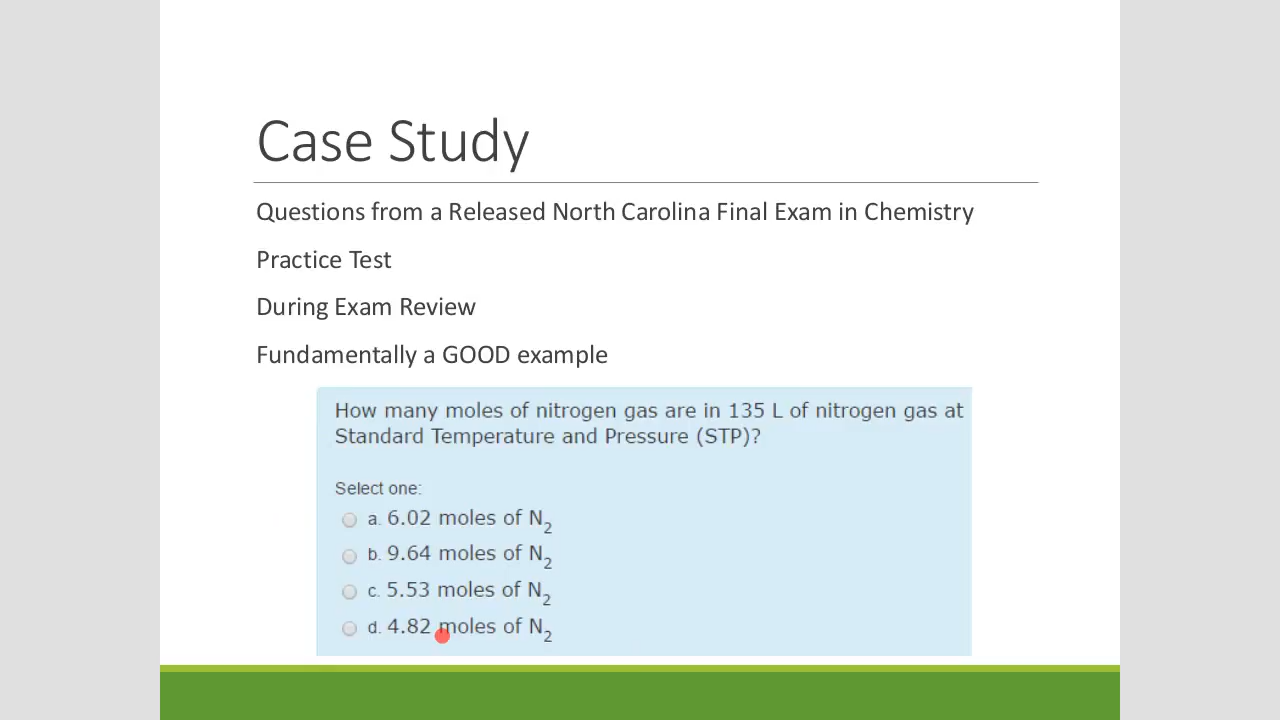 Case Study
Questions from a Released North Carolina Final Exam in Chemistry
Practice Test
During Exam Review
Fundamentally a GOOD example
How many moles of nitrogen gas are in 135 L of nitrogen gas at
Standard Temperature and Pressure (STP)?
Select one:
a. 6.02 moles of N₂
b. 9.64 moles of N₂
c. 5.53 moles of N₂
d. 4.82 moles of N₂